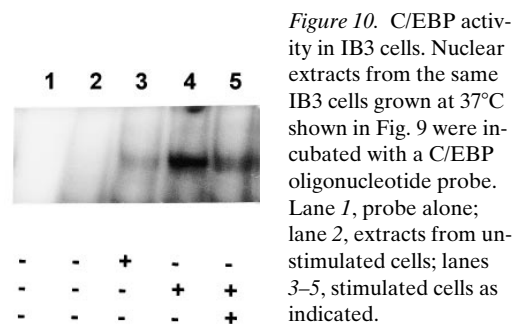 1 2 3 4 5
- - + - -
- - - + +
- - - - +
Figure 10. C/EBP activ-
ity in IB3 cells. Nuclear
extracts from the same
IB3 cells grown at 37°C
shown in Fig. 9 were in-
cubated with a C/EBP
oligonucleotide probe.
Lane 1, probe alone;
lane 2, extracts from un-
stimulated cells; lanes
3–5, stimulated cells as
indicated.